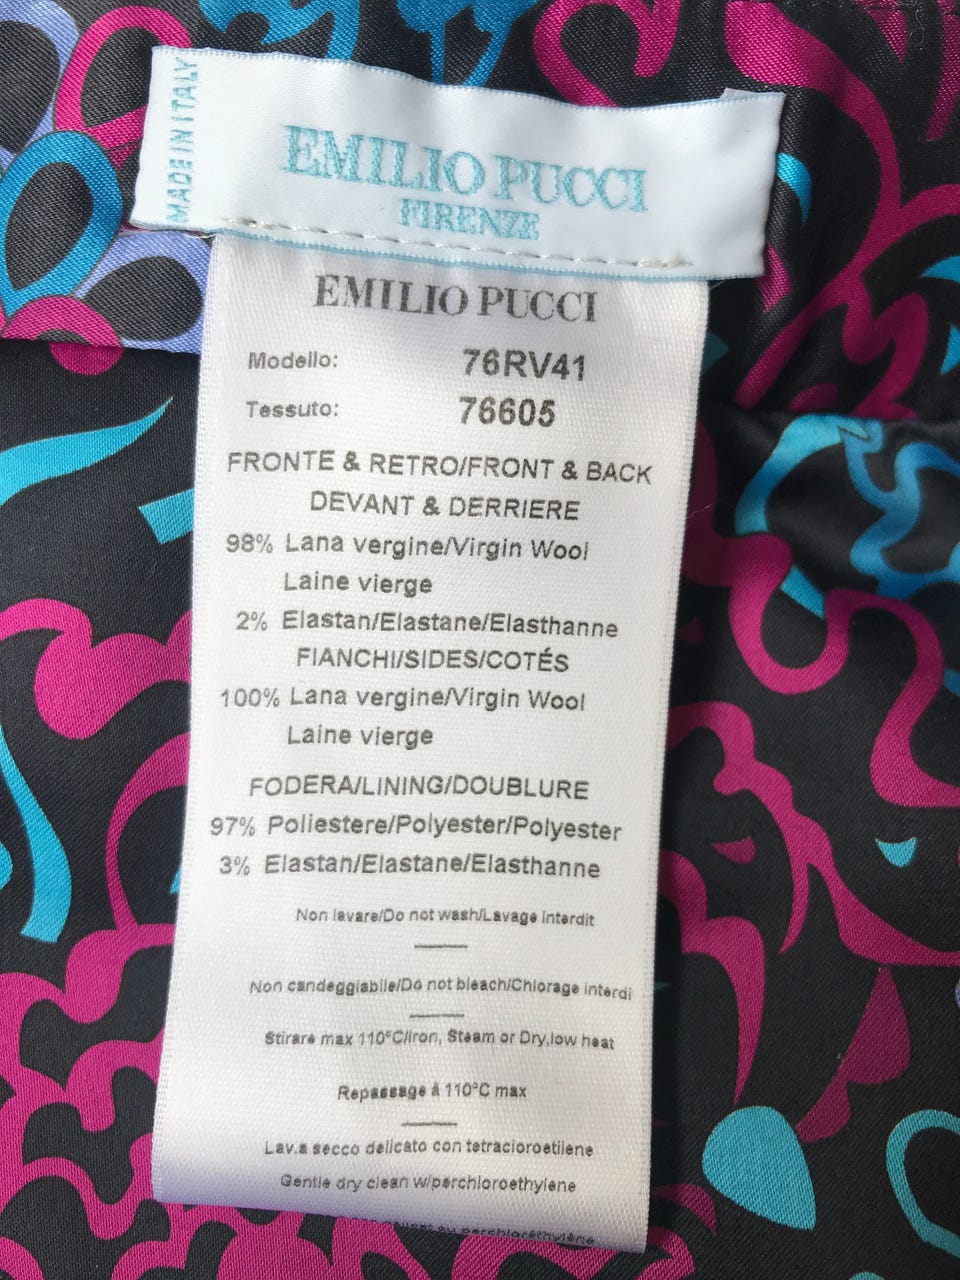 MADE IN ITALY
EMILIO PUCCI
FIRENZE
EMILIO PUCCI
Modello: 76RV41
Tessuto: 76605
FRONTE & RETRO/FRONT & BACK
DEVANT & DERRIERE
98% Lana vergine/Virgin Wool
Laine vierge
2% Elastan/Elastane/Elasthanne
FIANCHI/SIDES/COTÉS
100% Lana vergine/Virgin Wool
Laine vierge
FODERA/LINING/DOUBLURE
97% Poliestere/Polyester/Polyester
3% Elastan/Elastane/Elasthanne
Non lavare/Do not wash/Lavage interdit
Non candeggiabile/Do not bleach/Chlorage interdi
Stirare max 110°C/Iron, Steam or Dry,low heat
Repassage à 110°C max
Lav.a secco delicato con tetracloroetilene
Gentle dry clean w/perchloroethylene
au perchloréthylène